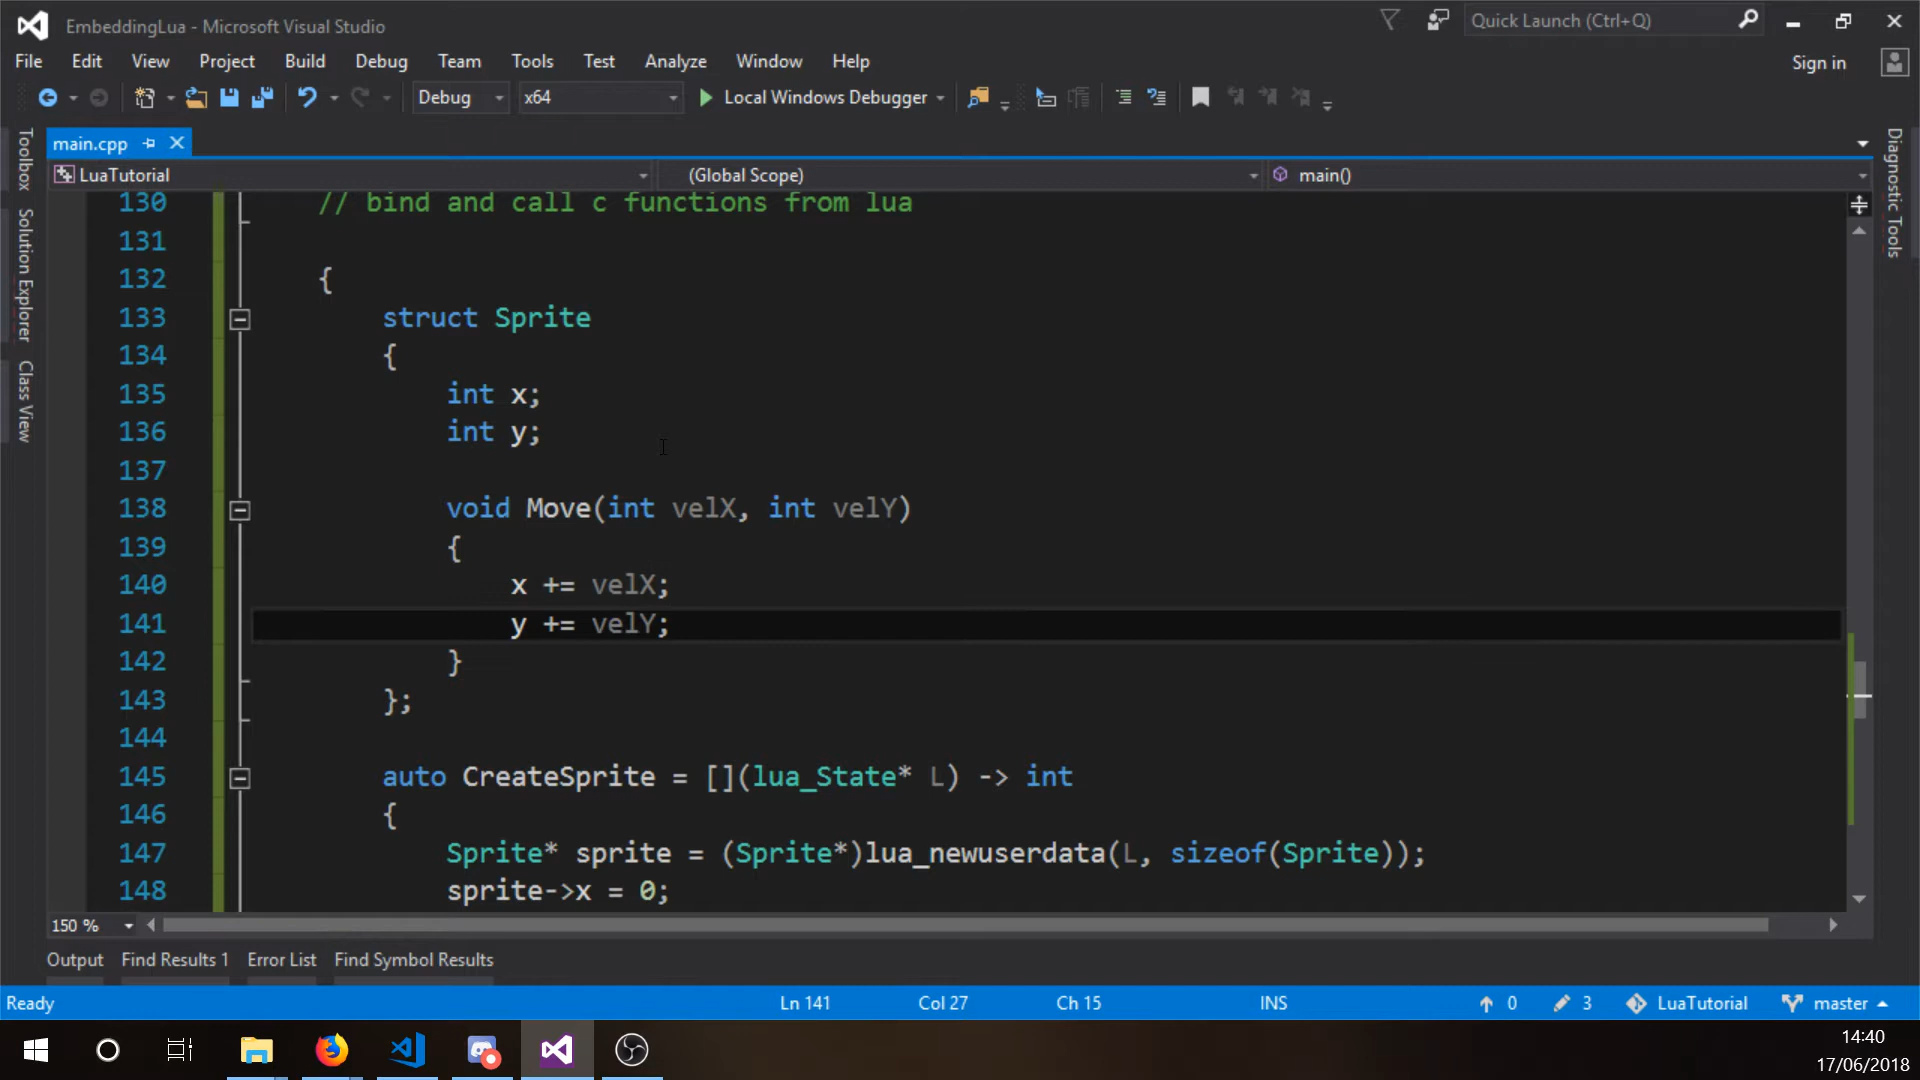 EmbeddingLua - Microsoft Visual Studio
Quick Launch (Ctrl+Q)
File Edit View Project Build Debug Team Tools Test Analyze Window Help
Sign in
Debug x64 Local Windows Debugger
main.cpp
LuaTutorial (Global Scope) main()
Toolbox
Solution Explorer
Class View
Diagnostic Tools
130 // bind and call c functions from lua
131
132 {
133 struct Sprite
134 {
135 int x;
136 int y;
137
138 void Move(int velX, int velY)
139 {
140 x += velX;
141 y += velY;
142 }
143 };
144
145 auto CreateSprite = [](lua_State* L) -> int
146 {
147 Sprite* sprite = (Sprite*)lua_newuserdata(L, sizeof(Sprite));
148 sprite->x = 0;
150 %
Output Find Results 1 Error List Find Symbol Results
Ready Ln 141 Col 27 Ch 15 INS 0 3 LuaTutorial master
14:40
17/06/2018